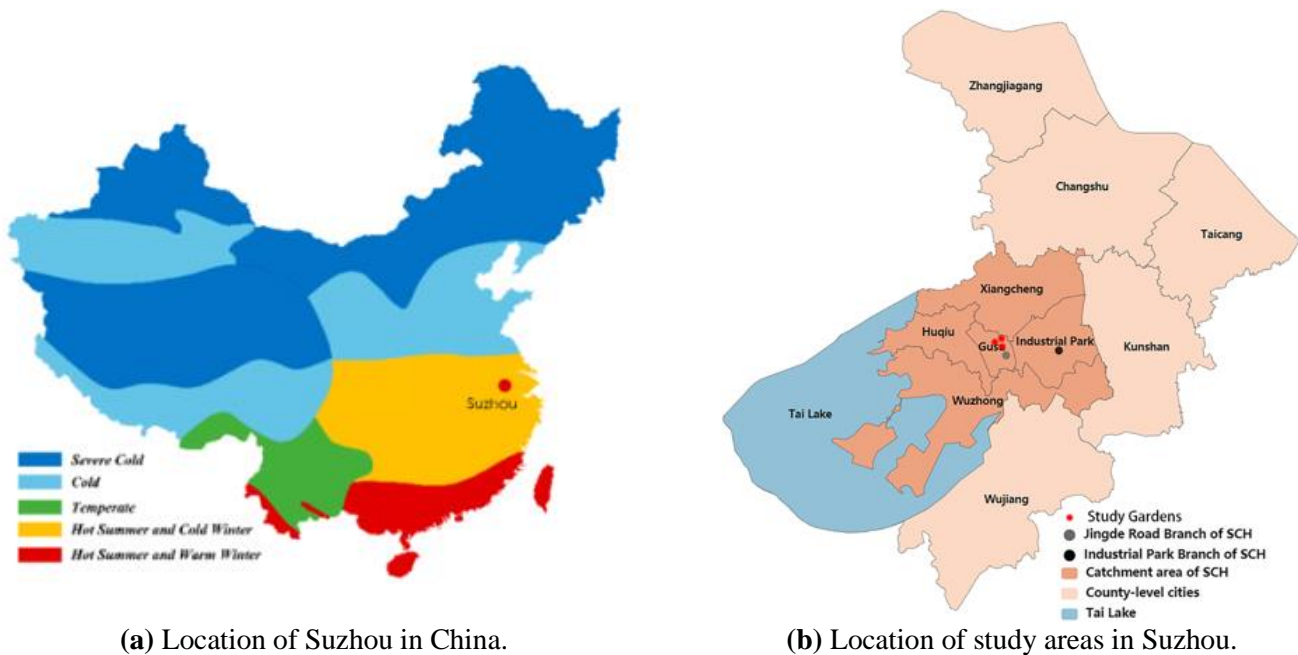 Suzhou
Severe Cold
Cold
Temperate
Hot Summer and Cold Winter
Hot Summer and Warm Winter
(a) Location of Suzhou in China.
Zhangjiagang
Changshu
Taicang
Xiangcheng
Huqiu
Gusu
Industrial Park
Kunshan
Wuzhong
Tai Lake
Wujiang
Study Gardens
Jingde Road Branch of SCH
Industrial Park Branch of SCH
Catchment area of SCH
County-level cities
Tai Lake
(b) Location of study areas in Suzhou.